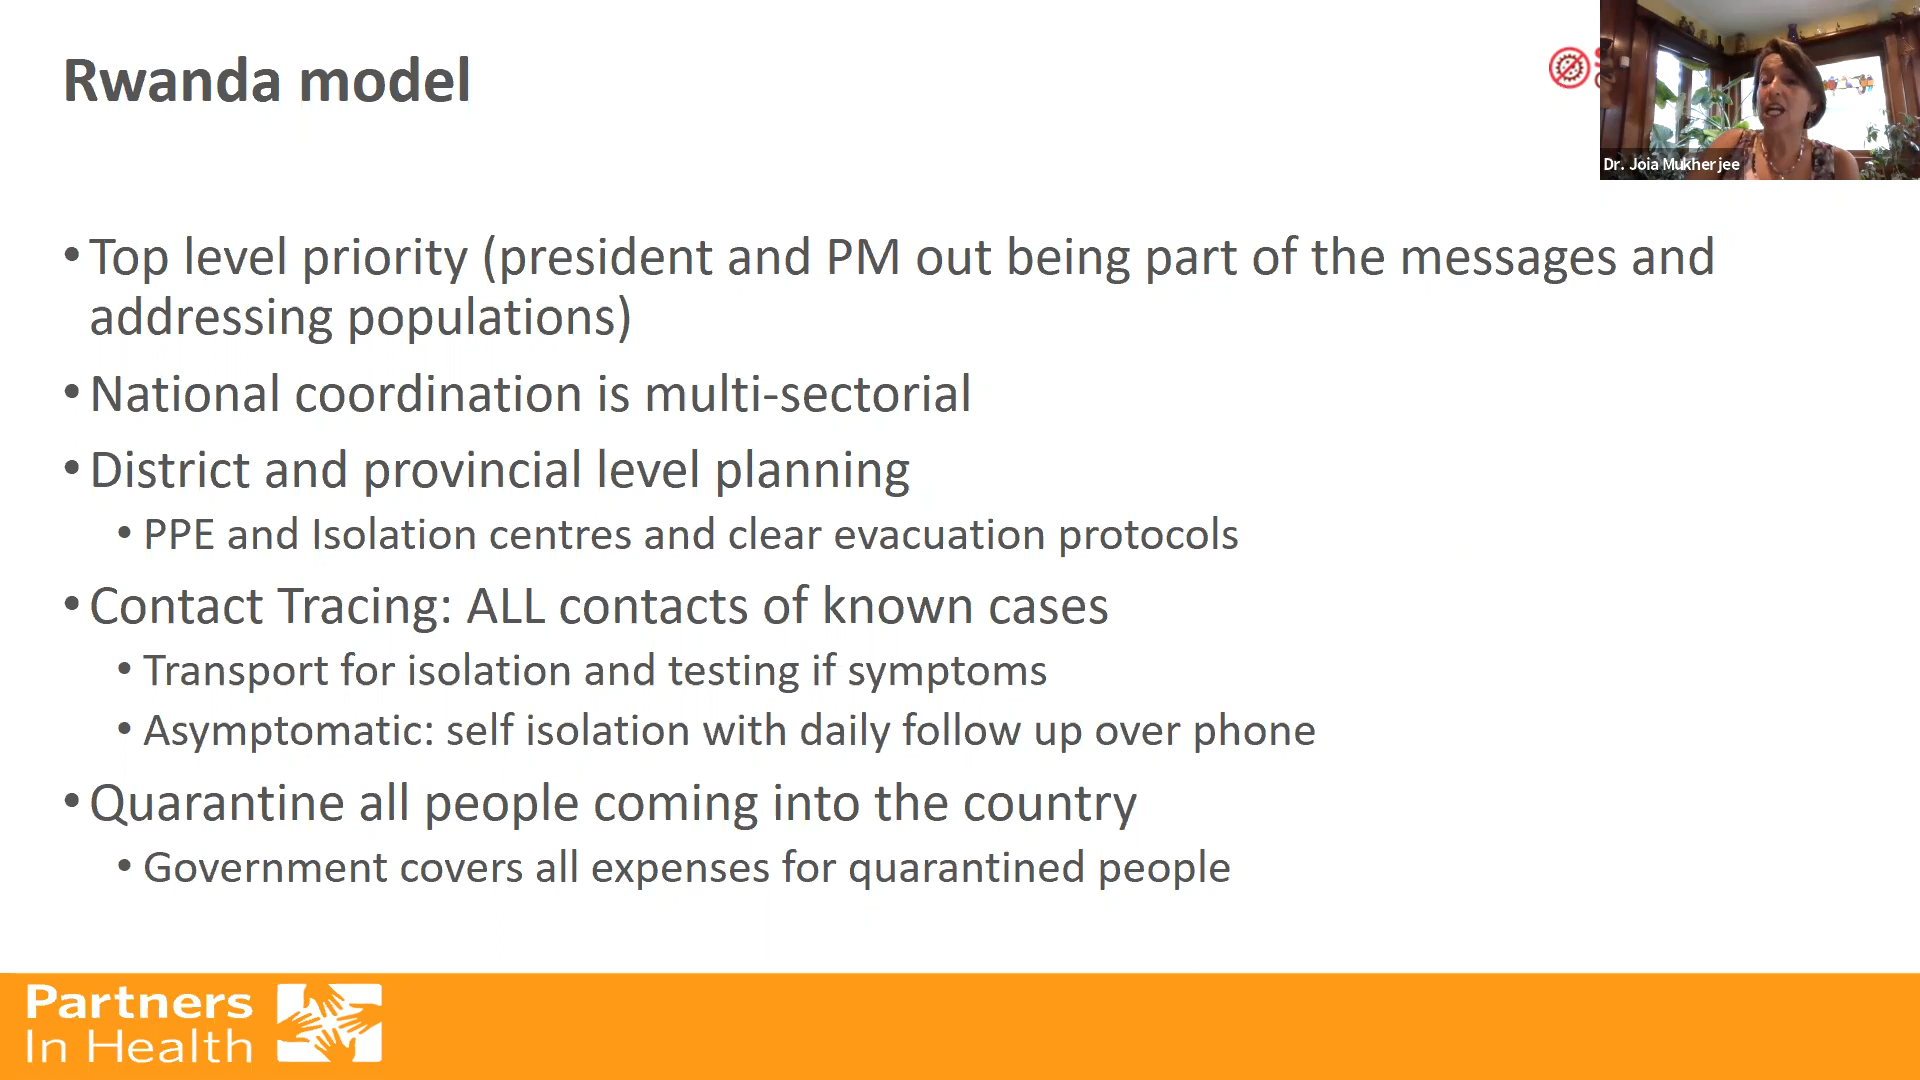 Rwanda model
Dr. Joia Mukherjee
• Top level priority (president and PM out being part of the messages and
addressing populations)
• National coordination is multi-sectorial
• District and provincial level planning
• PPE and Isolation centres and clear evacuation protocols
• Contact Tracing: ALL contacts of known cases
• Transport for isolation and testing if symptoms
• Asymptomatic: self isolation with daily follow up over phone
• Quarantine all people coming into the country
• Government covers all expenses for quarantined people
Partners
In Health